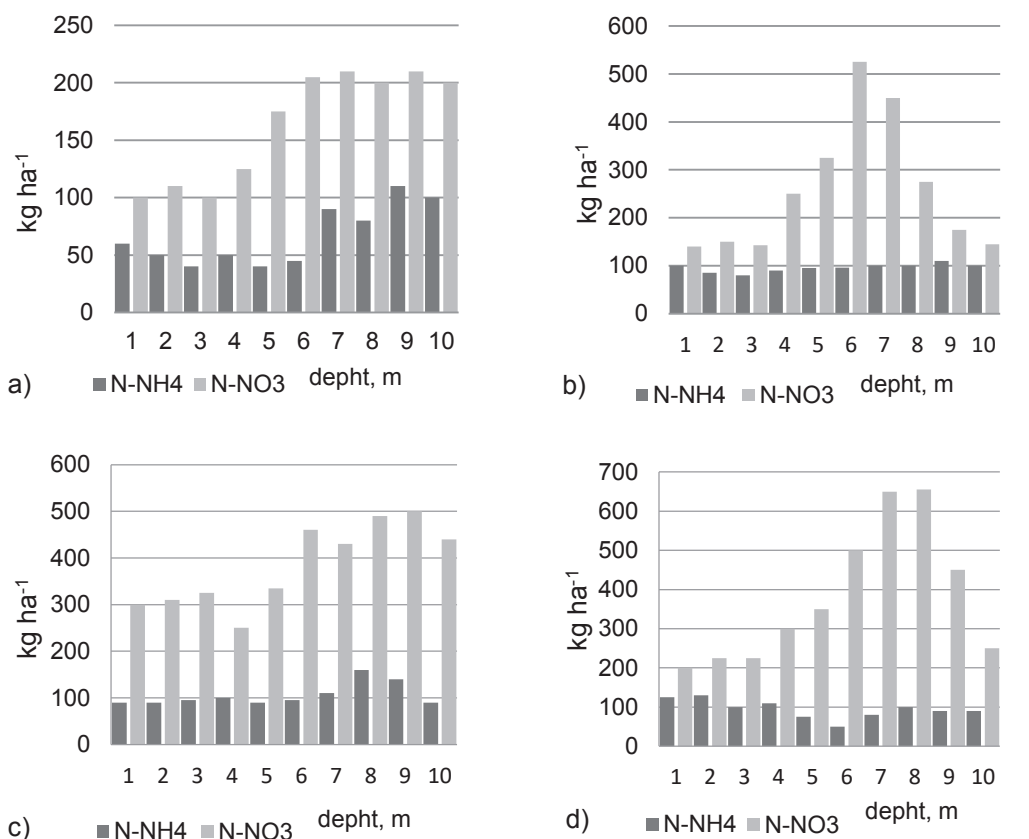 250
200
150
100
50
0
kg ha⁻¹
1 2 3 4 5 6 7 8 9 10
a) N-NH4 N-NO3 depht, m
600
500
400
300
200
100
0
kg ha⁻¹
1 2 3 4 5 6 7 8 9 10
b) N-NH4 N-NO3 depht, m
600
500
400
300
200
100
0
kg ha⁻¹
1 2 3 4 5 6 7 8 9 10
c) N-NH4 N-NO3 depht, m
700
600
500
400
300
200
100
0
kg ha⁻¹
1 2 3 4 5 6 7 8 9 10
d) N-NH4 N-NO3 depht, m